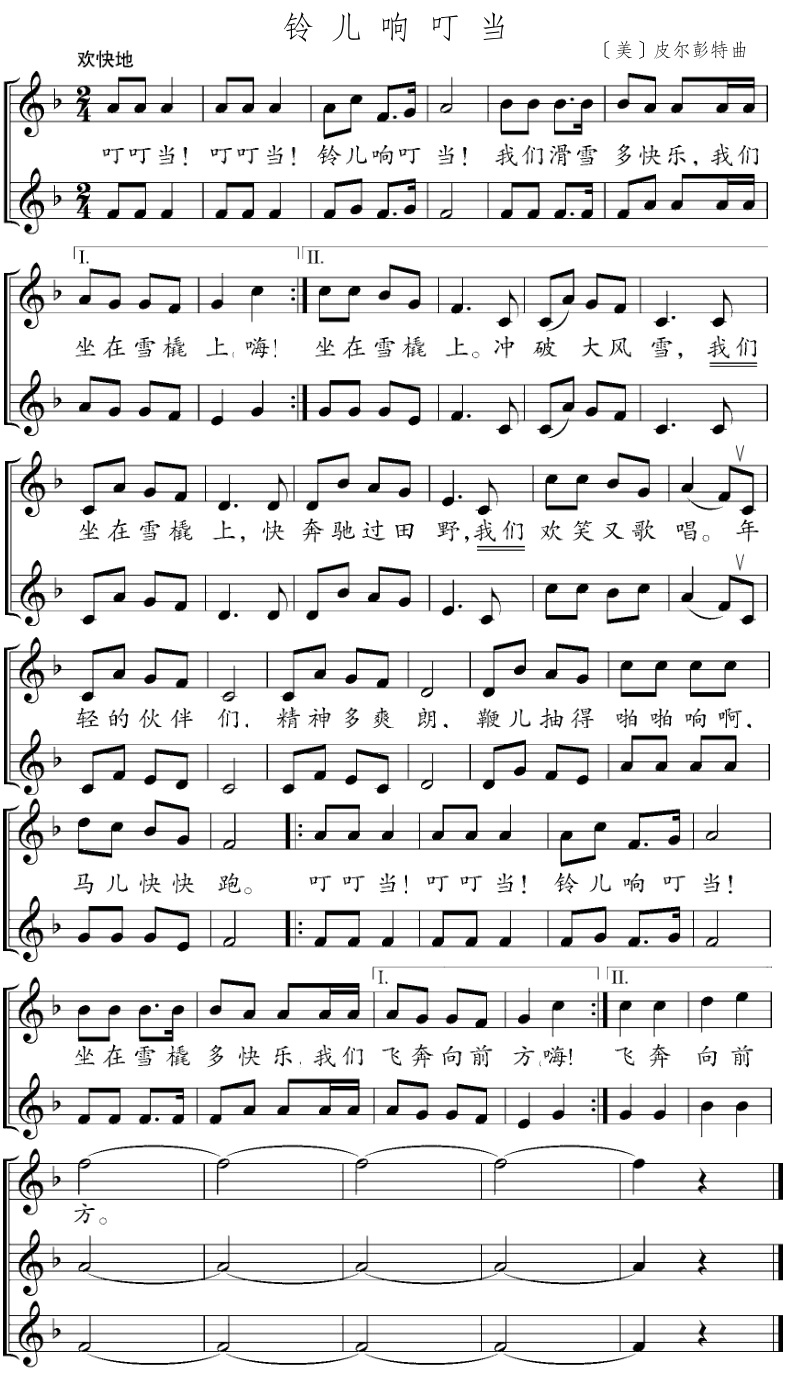 铃儿响叮当
〔美〕皮尔彭特曲
欢快地
2/4
叮叮当！叮叮当！铃儿响叮当！我们滑雪多快乐，我们
2/4
I. II.
坐在雪橇上，嗨！坐在雪橇上。冲破大风雪，我们
坐在雪橇上，快奔驰过田野，我们欢笑又歌唱。年
轻的伙伴们，精神多爽朗，鞭儿抽得啪啪响啊，
马儿快快跑。叮叮当！叮叮当！铃儿响叮当！
I. II.
坐在雪橇多快乐，我们飞奔向前方，嗨！飞奔向前
方。